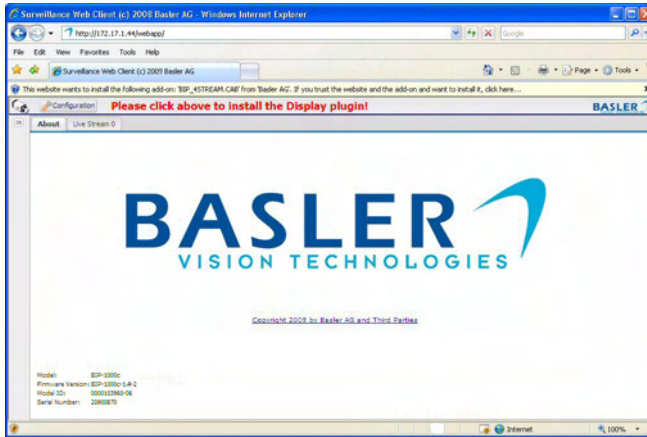 Surveillance Web Client (c) 2008 Basler AG - Windows Internet Explorer
http://172.17.1.44/webapp/
Google
File Edit View Favorites Tools Help
Surveillance Web Client (c) 2009 Basler AG
Page Tools
This website wants to install the following add-on: 'BIP_4STREAM.CAB' from 'Basler AG'. If you trust the website and the add-on and want to install it, click here...
Configuration Please click above to install the Display plugin! BASLER
About Live Stream 0
BASLER
VISION TECHNOLOGIES
Copyright 2009 by Basler AG and Third Parties
Model: BIP-1000c
Firmware Version: BIP-1000c-1.4-2
Model ID: 0000103960-06
Serial Number: 20900870
Internet 100%